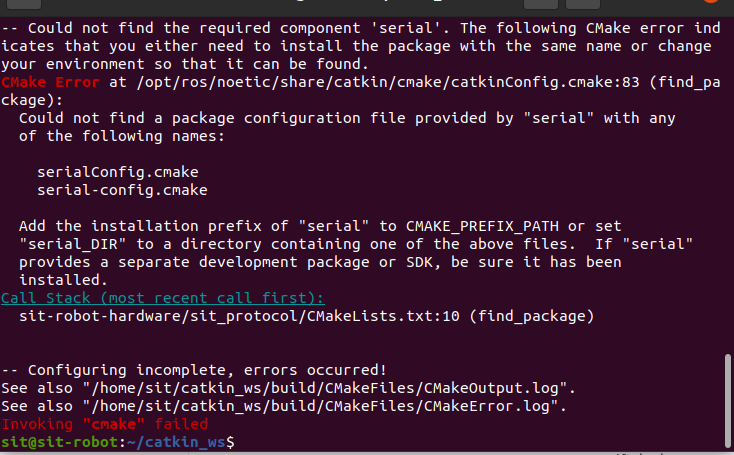 -- Could not find the required component 'serial'. The following CMake error ind
icates that you either need to install the package with the same name or change
your environment so that it can be found.
CMake Error at /opt/ros/noetic/share/catkin/cmake/catkinConfig.cmake:83 (find_pa
ckage):
  Could not find a package configuration file provided by "serial" with any
  of the following names:

    serialConfig.cmake
    serial-config.cmake

  Add the installation prefix of "serial" to CMAKE_PREFIX_PATH or set
  "serial_DIR" to a directory containing one of the above files.  If "serial"
  provides a separate development package or SDK, be sure it has been
  installed.
Call Stack (most recent call first):
  sit-robot-hardware/sit_protocol/CMakeLists.txt:10 (find_package)

-- Configuring incomplete, errors occurred!
See also "/home/sit/catkin_ws/build/CMakeFiles/CMakeOutput.log".
See also "/home/sit/catkin_ws/build/CMakeFiles/CMakeError.log".
Invoking "cmake" failed
sit@sit-robot:~/catkin_ws$